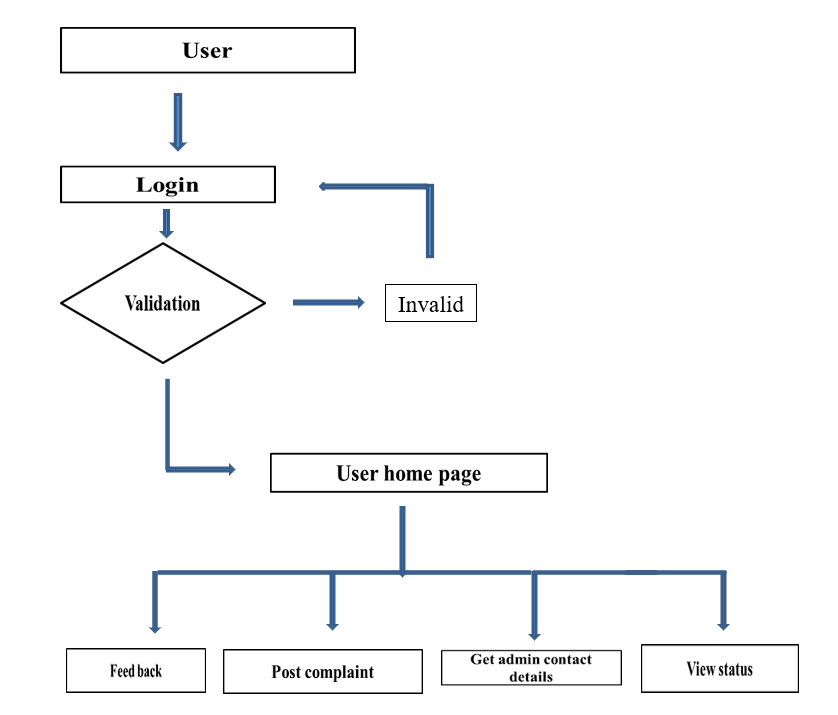 User
Login
Validation
Invalid
User home page
Feed back
Post complaint
Get admin contact
details
View status